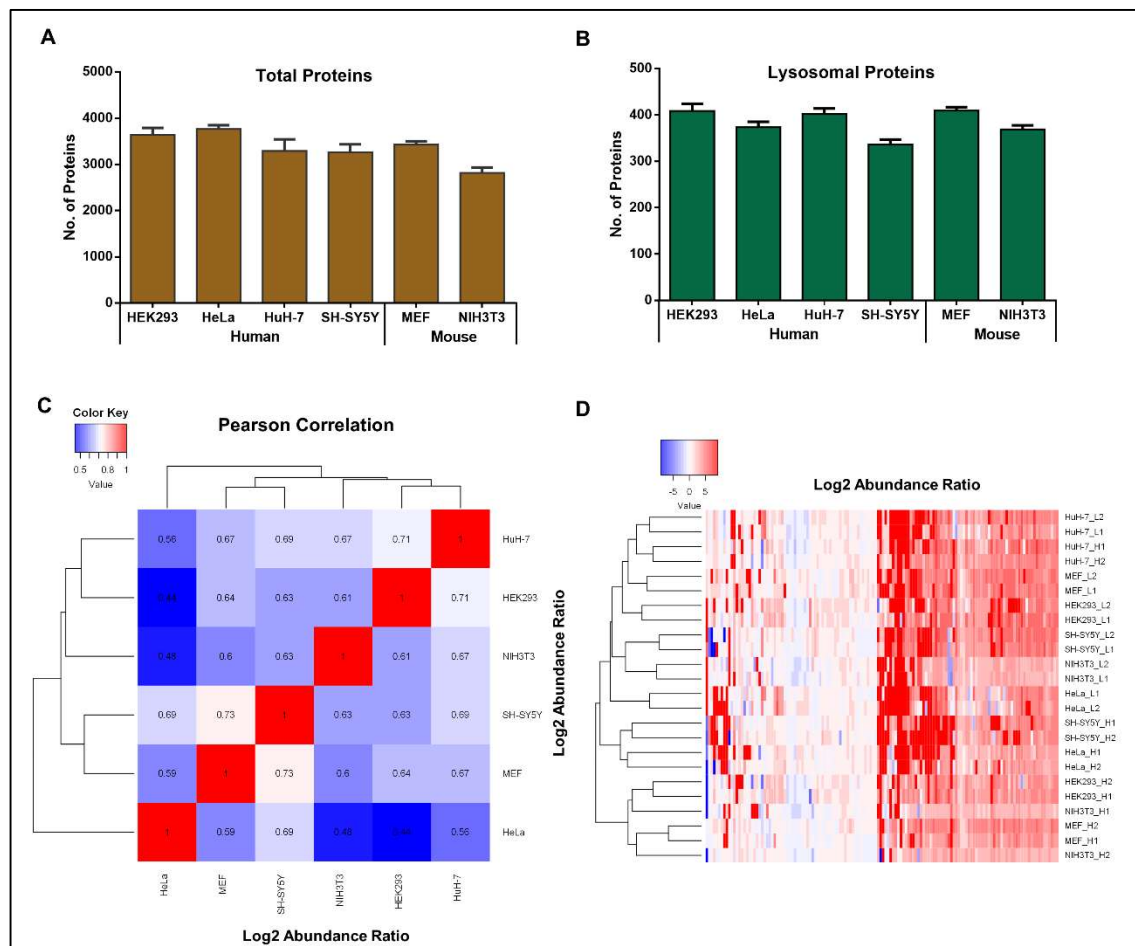 A
Total Proteins
No. of Proteins
5000
4000
3000
2000
1000
0
HEK293 HeLa HuH-7 SH-SY5Y MEF NIH3T3
Human Mouse
B
Lysosomal Proteins
No. of Proteins
500
400
300
200
100
0
HEK293 HeLa HuH-7 SH-SY5Y MEF NIH3T3
Human Mouse
C
Color Key
0.5 0.8 1
Value
Pearson Correlation
0.56 0.67 0.69 0.67 0.71 1 HuH-7
0.44 0.64 0.63 0.61 1 0.71 HEK293
0.48 0.6 0.63 1 0.61 0.67 NIH3T3
0.69 0.73 1 0.63 0.63 0.69 SH-SY5Y
0.59 1 0.73 0.6 0.64 0.67 MEF
1 0.59 0.69 0.48 0.44 0.56 HeLa
HeLa MEF SH-SY5Y NIH3T3 HEK293 HuH-7
Log2 Abundance Ratio
Log2 Abundance Ratio
D
-5 0 5
Value
Log2 Abundance Ratio
HuH-7_L2
HuH-7_L1
HuH-7_H1
HuH-7_H2
MEF_L2
MEF_L1
HEK293_L2
HEK293_L1
SH-SY5Y_L2
SH-SY5Y_L1
NIH3T3_L2
NIH3T3_L1
HeLa_L1
HeLa_L2
SH-SY5Y_H1
SH-SY5Y_H2
HeLa_H1
HeLa_H2
HEK293_H2
HEK293_H1
NIH3T3_H1
MEF_H2
MEF_H1
NIH3T3_H2